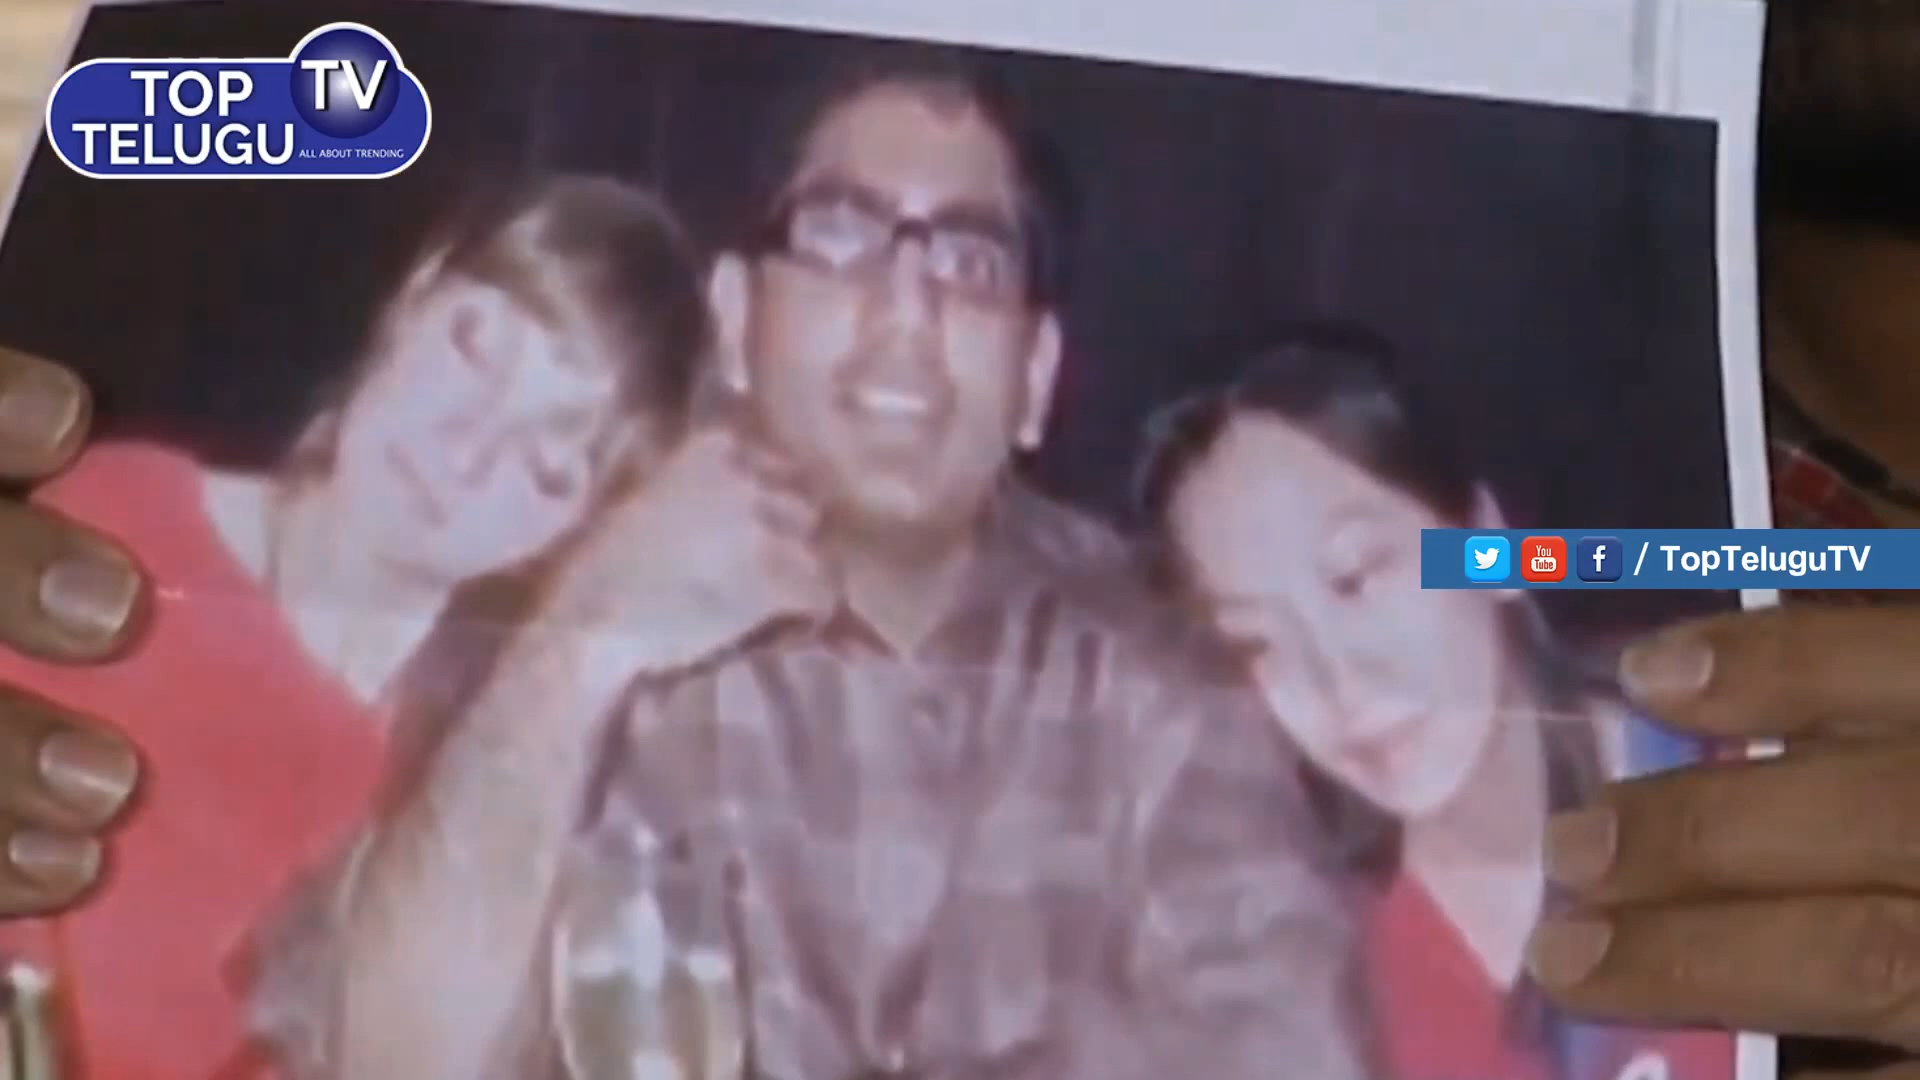 TOP TV
TELUGU
ALL ABOUT TRENDING
You
Tube
f / TopTeluguTV